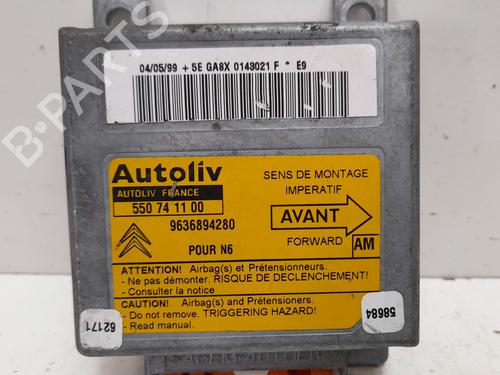 04/05/99 + 5E GA8X 0143021 F * E9
Autoliv
AUTOLIV FRANCE
550 74 11 00
9636894280
POUR N6
SENS DE MONTAGE
IMPERATIF
AVANT
FORWARD
AM
ATTENTION! Airbag(s) et Prétensionneurs.
- Ne pas démonter. RISQUE DE DECLENCHEMENT!
- Consulter la notice
CAUTION! Airbag(s) and Pretensioners.
- Do not remove. TRIGGERING HAZARD!
- Read manual.
62171
58684
B-PARTS